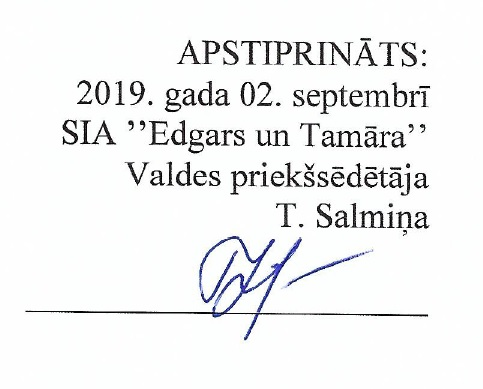 APSTIPRINĀTS:
2019. gada 02. septembrī
SIA ’’Edgars un Tamāra’’
Valdes priekšsēdētāja
T. Salmiņa